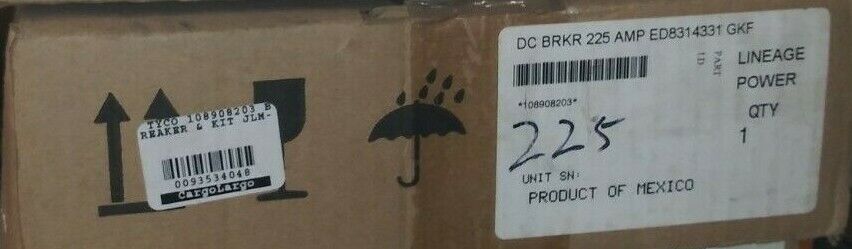 TYCO 108908203 B
REAKER & KIT JLM-
0093534048
CargoLargo
DC BRKR 225 AMP ED8314331 GKF
*108908203*
PART
ID
LINEAGE
POWER
QTY
1
225
UNIT SN:
PRODUCT OF MEXICO